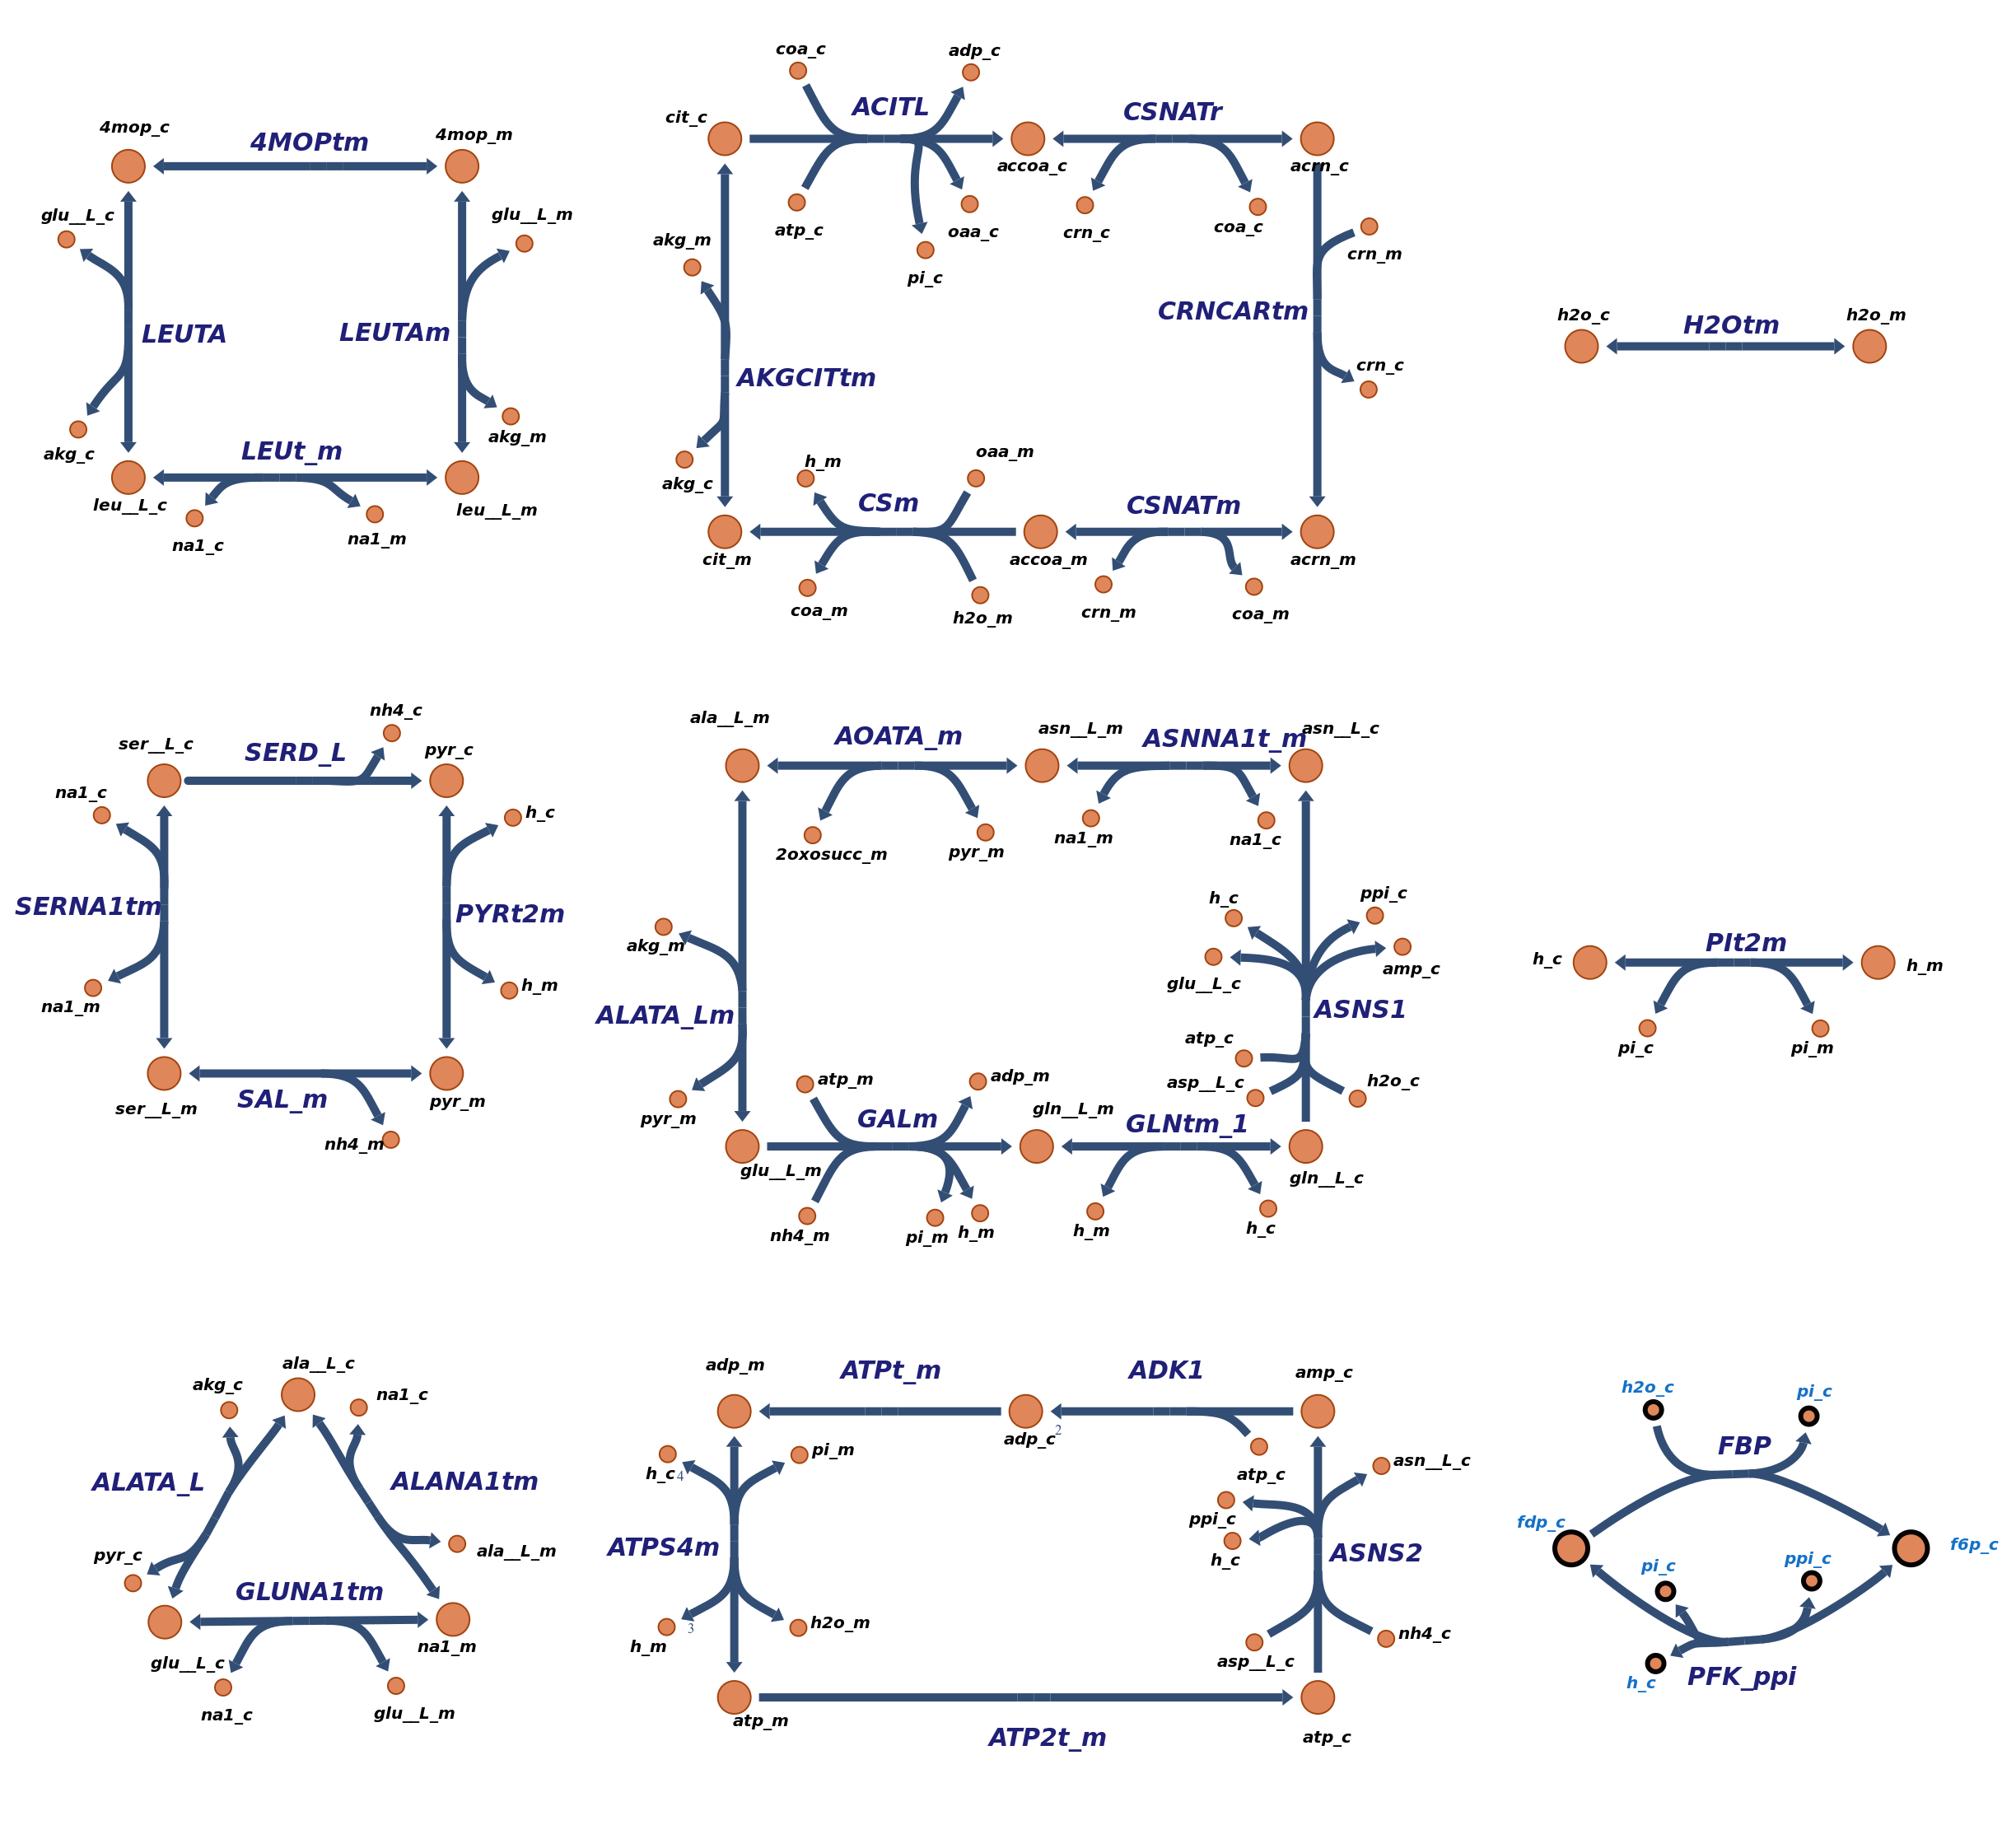 coa_c
adp_c
ACITL
CSNATr
cit_c
4mop_c
4MOPtm
4mop_m
accoa_c
acrn_c
glu__L_c
glu__L_m
atp_c
oaa_c
crn_c
coa_c
akg_m
crn_m
pi_c
CRNCARtm
h2o_c
H2Otm
h2o_m
LEUTA
LEUTAm
crn_c
AKGCITtm
akg_c
LEUt_m
akg_m
h_m
oaa_m
akg_c
leu__L_c
leu__L_m
CSm
CSNATm
na1_c
na1_m
cit_m
accoa_m
acrn_m
coa_m
h2o_m
crn_m
coa_m
nh4_c
ala__L_m
asn__L_m
asn__L_c
ser__L_c
SERD_L
pyr_c
AOATA_m
ASNNA1t_m
na1_c
h_c
2oxosucc_m
pyr_m
na1_m
na1_c
SERNA1tm
PYRt2m
h_c
ppi_c
akg_m
glu__L_c
amp_c
h_c
PIt2m
h_m
na1_m
h_m
ALATA_Lm
ASNS1
atp_c
pi_c
pi_m
ser__L_m
SAL_m
pyr_m
atp_m
adp_m
asp__L_c
h2o_c
pyr_m
GALm
gln__L_m
GLNtm_1
nh4_m
glu__L_m
gln__L_c
nh4_m
pi_m
h_m
h_m
h_c
ala__L_c
adp_m
ATPt_m
ADK1
amp_c
akg_c
na1_c
h2o_c
pi_c
adp_c
2
FBP
ALATA_L
ALANA1tm
h_c
4
pi_m
atp_c
asn__L_c
ppi_c
fdp_c
f6p_c
pyr_c
ala__L_m
ATPS4m
h_c
ASNS2
pi_c
ppi_c
GLUNA1tm
h_m
3
h2o_m
nh4_c
glu__L_c
na1_m
asp__L_c
h_c
PFK_ppi
na1_c
glu__L_m
atp_m
ATP2t_m
atp_c